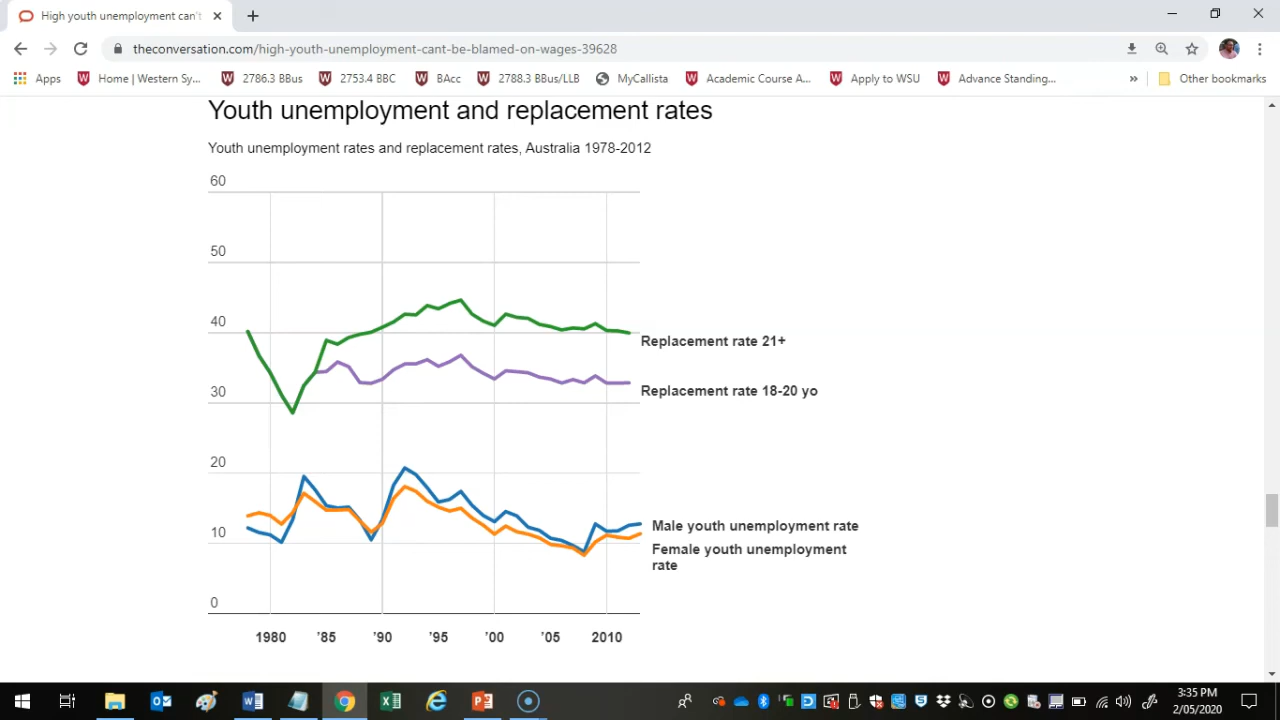 High youth unemployment can't
theconversation.com/high-youth-unemployment-cant-be-blamed-on-wages-39628
Apps Home | Western Sy... 2786.3 BBus 2753.4 BBC BAcc 2788.3 BBus/LLB MyCallista Academic Course A... Apply to WSU Advance Standing... » Other bookmarks
Youth unemployment and replacement rates
Youth unemployment rates and replacement rates, Australia 1978-2012
60
50
40
Replacement rate 21+
30
Replacement rate 18-20 yo
20
10
Male youth unemployment rate
Female youth unemployment
rate
0
1980 '85 '90 '95 '00 '05 2010
3:35 PM
2/05/2020